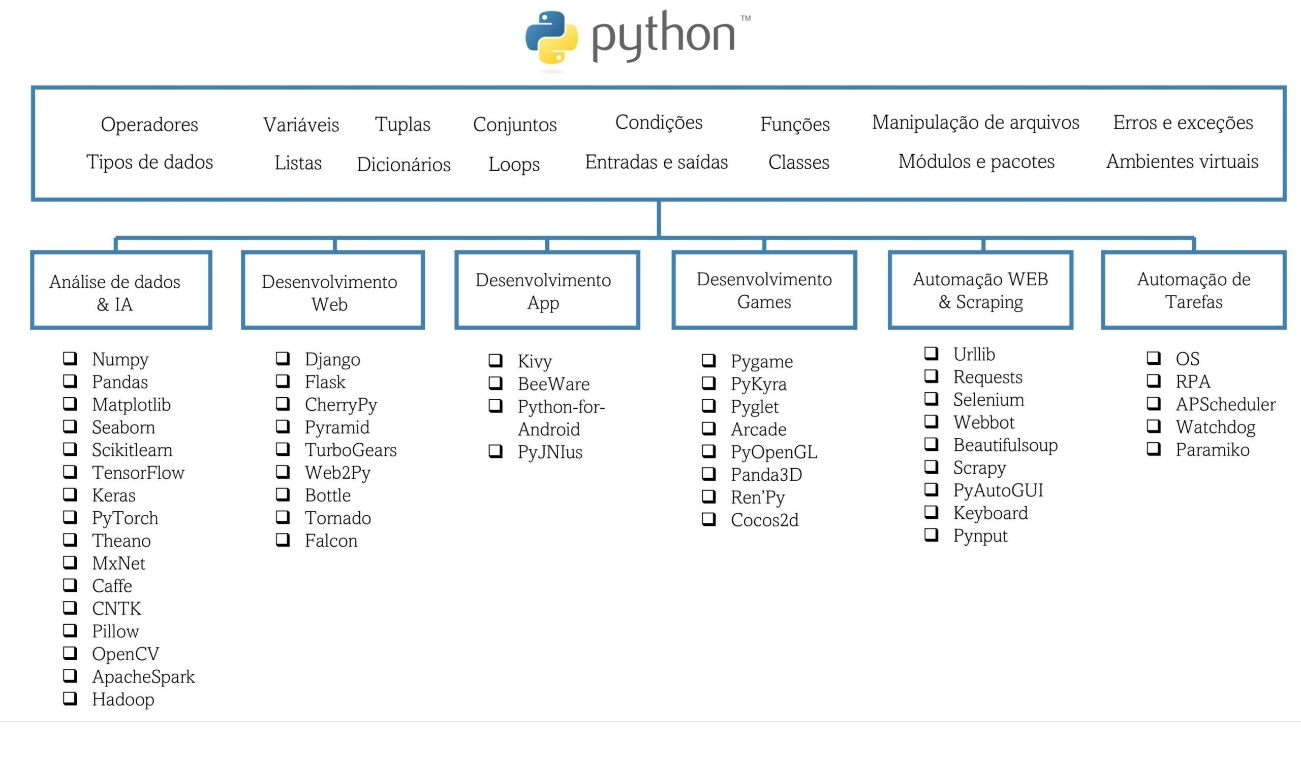 python™
Operadores Variáveis Tuplas Conjuntos Condições Funções Manipulação de arquivos Erros e exceções
Tipos de dados Listas Dicionários Loops Entradas e saídas Classes Módulos e pacotes Ambientes virtuais
Análise de dados
& IA
Numpy
Pandas
Matplotlib
Seaborn
Scikitlearn
TensorFlow
Keras
PyTorch
Theano
MxNet
Caffe
CNTK
Pillow
OpenCV
ApacheSpark
Hadoop
Desenvolvimento
Web
Django
Flask
CherryPy
Pyramid
TurboGears
Web2Py
Bottle
Tornado
Falcon
Desenvolvimento
App
Kivy
BeeWare
Python-for-
Android
PyJNIus
Desenvolvimento
Games
Pygame
PyKyra
Pyglet
Arcade
PyOpenGL
Panda3D
Ren’Py
Cocos2d
Automação WEB
& Scraping
Urllib
Requests
Selenium
Webbot
Beautifulsoup
Scrapy
PyAutoGUI
Keyboard
Pynput
Automação de
Tarefas
OS
RPA
APScheduler
Watchdog
Paramiko